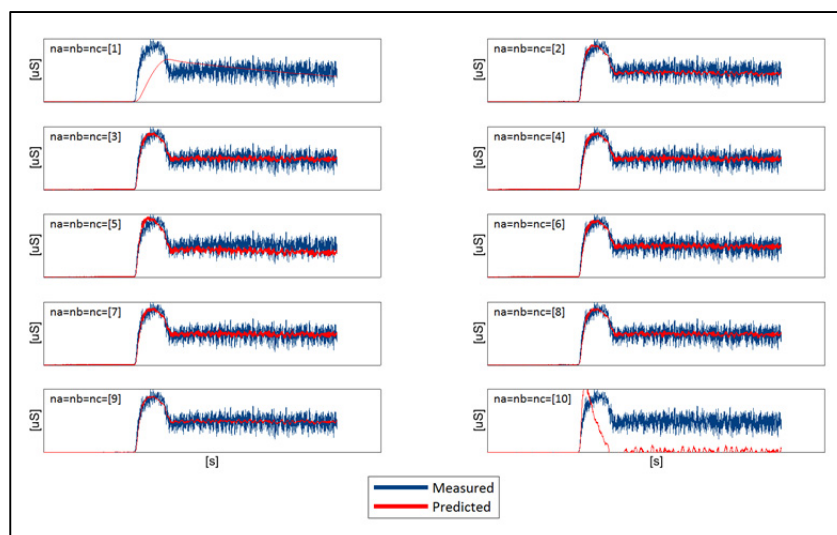 na=nb=nc=[1]
[uS]
na=nb=nc=[2]
[uS]
na=nb=nc=[3]
[uS]
na=nb=nc=[4]
[uS]
na=nb=nc=[5]
[uS]
na=nb=nc=[6]
[uS]
na=nb=nc=[7]
[uS]
na=nb=nc=[8]
[uS]
na=nb=nc=[9]
[uS]
[s]
na=nb=nc=[10]
[uS]
[s]
Measured
Predicted